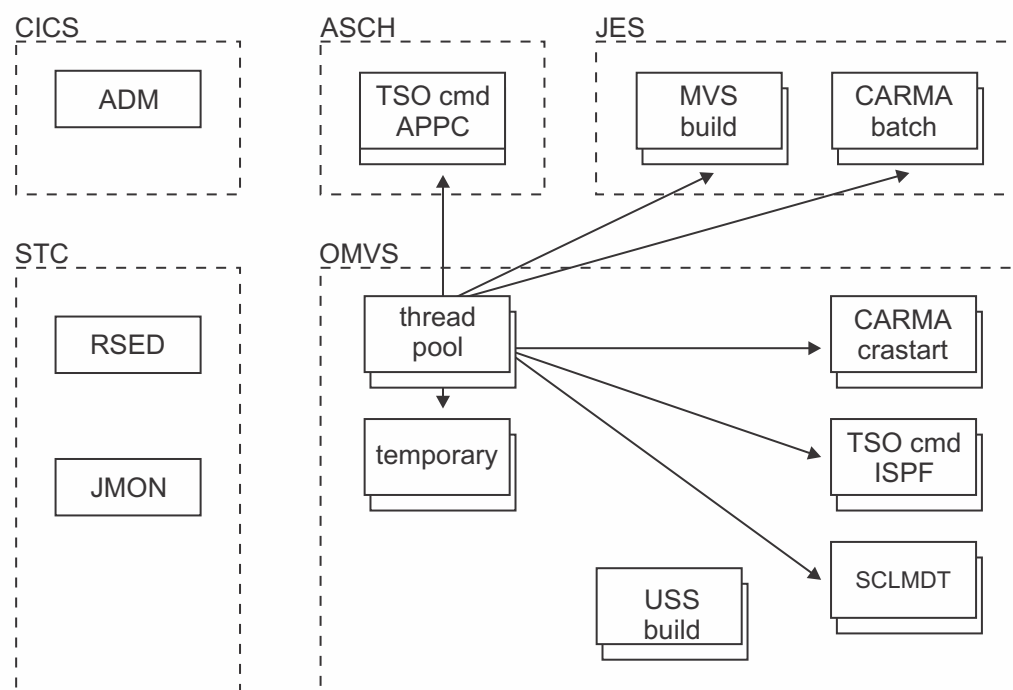 CICS
ADM
ASCH
TSO cmd
APPC
JES
MVS
build
CARMA
batch
STC
RSED
JMON
OMVS
thread
pool
temporary
CARMA
crastart
TSO cmd
ISPF
SCLMDT
USS
build